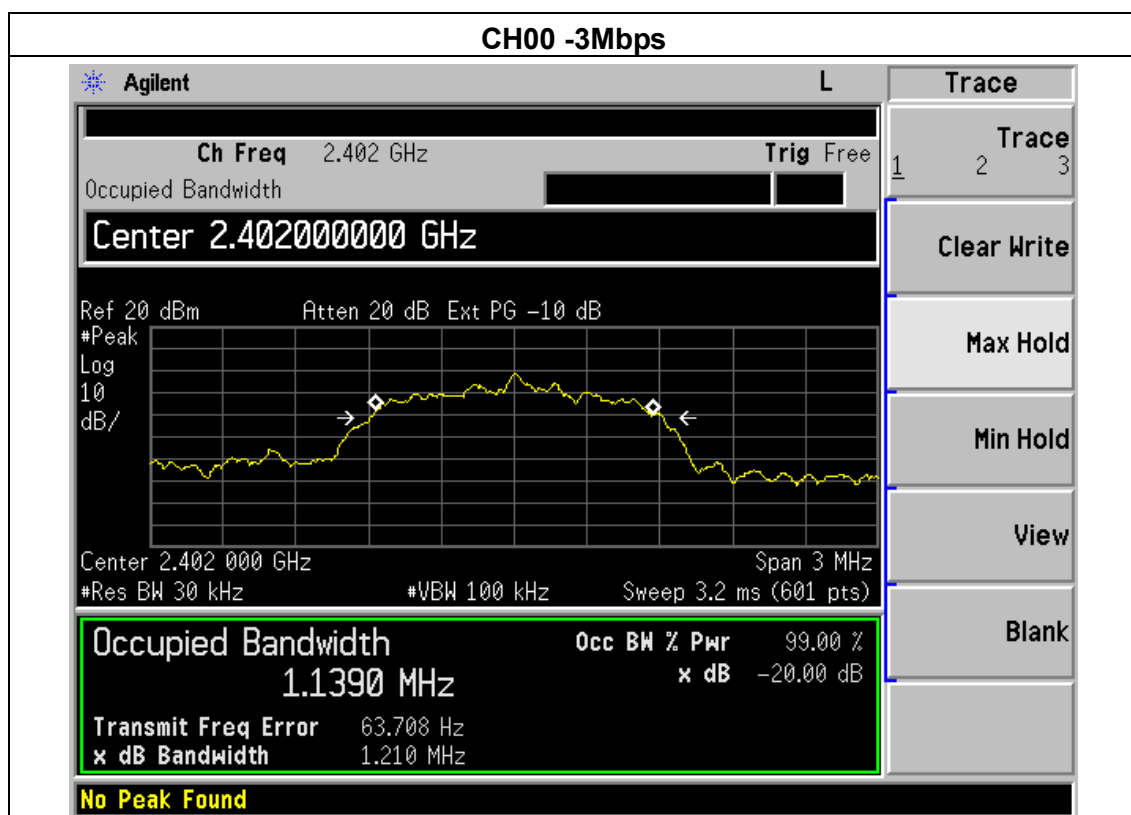 CH00 -3Mbps
Agilent L Trace
Ch Freq 2.402 GHz Trig Free
Occupied Bandwidth
Trace
1 2 3
Center 2.402000000 GHz
Clear Write
Ref 20 dBm Atten 20 dB Ext PG -10 dB
#Peak
Log
10
dB/
Max Hold
Min Hold
View
Center 2.402 000 GHz Span 3 MHz
#Res BW 30 kHz #VBW 100 kHz Sweep 3.2 ms (601 pts)
Blank
Occupied Bandwidth Occ BW % Pwr 99.00 %
1.1390 MHz x dB -20.00 dB
Transmit Freq Error 63.708 Hz
x dB Bandwidth 1.210 MHz
No Peak Found